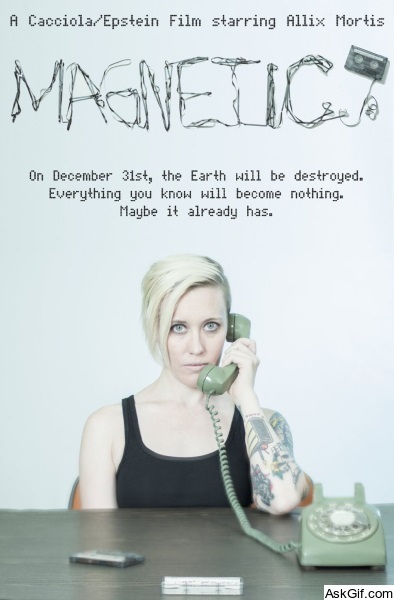 A Cacciola/Epstein Film starring Allix Mortis
MAGNETIC
On December 31st, the Earth will be destroyed.
Everything you know will become nothing.
Maybe it already has.
AskGif.com